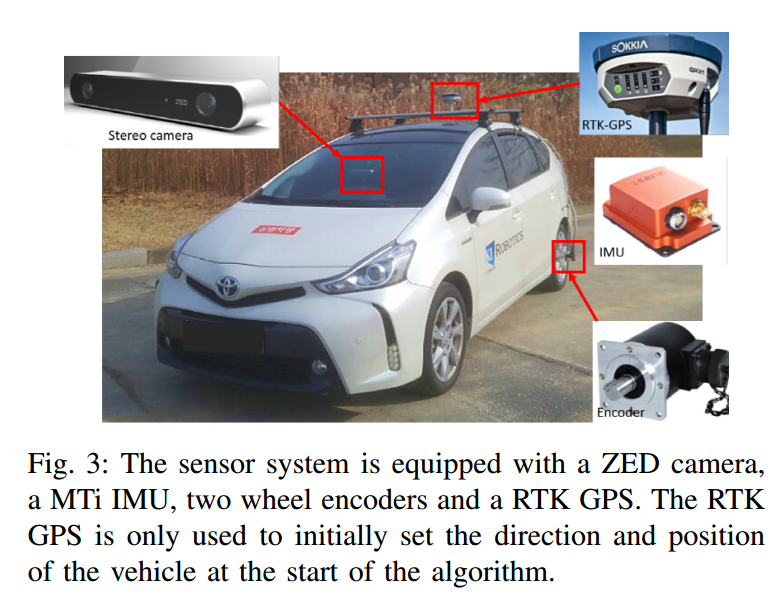 SOKKIA
GRX1
ZED
Stereo camera
RTK-GPS
IMU
ROBOTICS
Encoder
Fig. 3: The sensor system is equipped with a ZED camera,
a MTi IMU, two wheel encoders and a RTK GPS. The RTK
GPS is only used to initially set the direction and position
of the vehicle at the start of the algorithm.